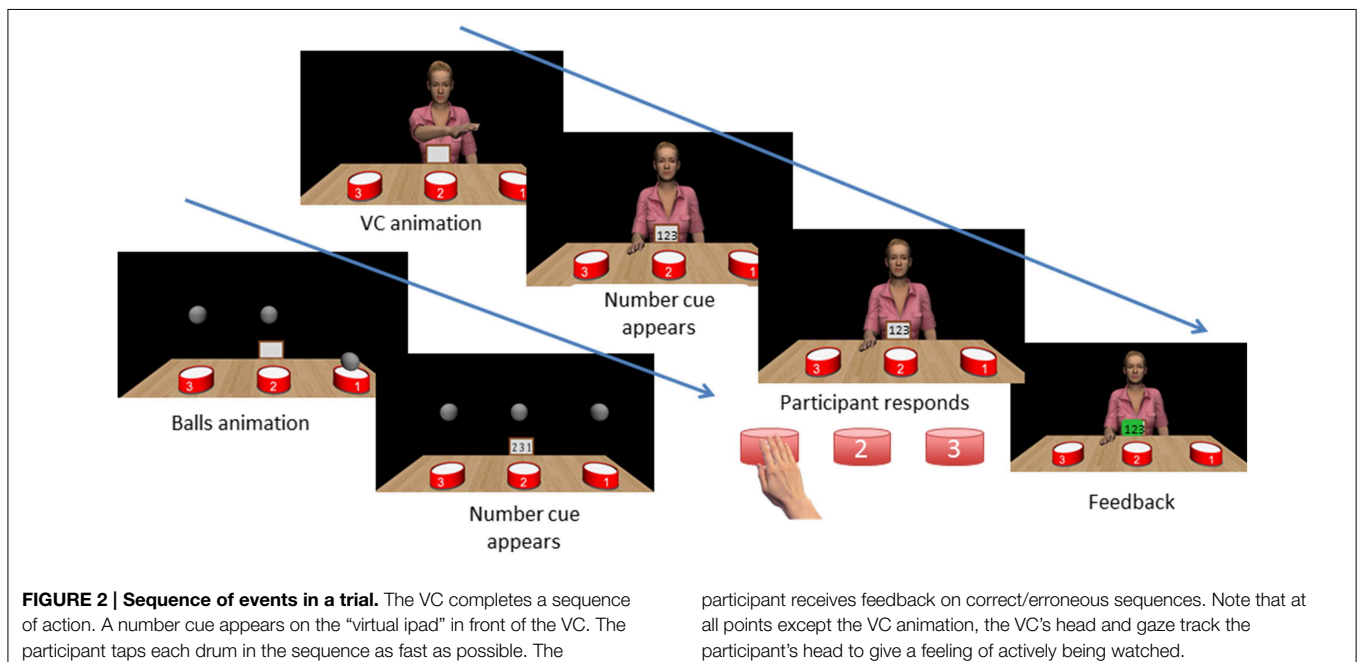 3
2
1
VC animation
123
3
2
1
Number cue
appears
123
3
2
1
Participant responds
2
3
123
3
2
1
Feedback
3
2
1
Balls animation
231
3
2
1
Number cue
appears
FIGURE 2 | Sequence of events in a trial. The VC completes a sequence
of action. A number cue appears on the “virtual ipad” in front of the VC. The
participant taps each drum in the sequence as fast as possible. The
participant receives feedback on correct/erroneous sequences. Note that at
all points except the VC animation, the VC’s head and gaze track the
participant’s head to give a feeling of actively being watched.